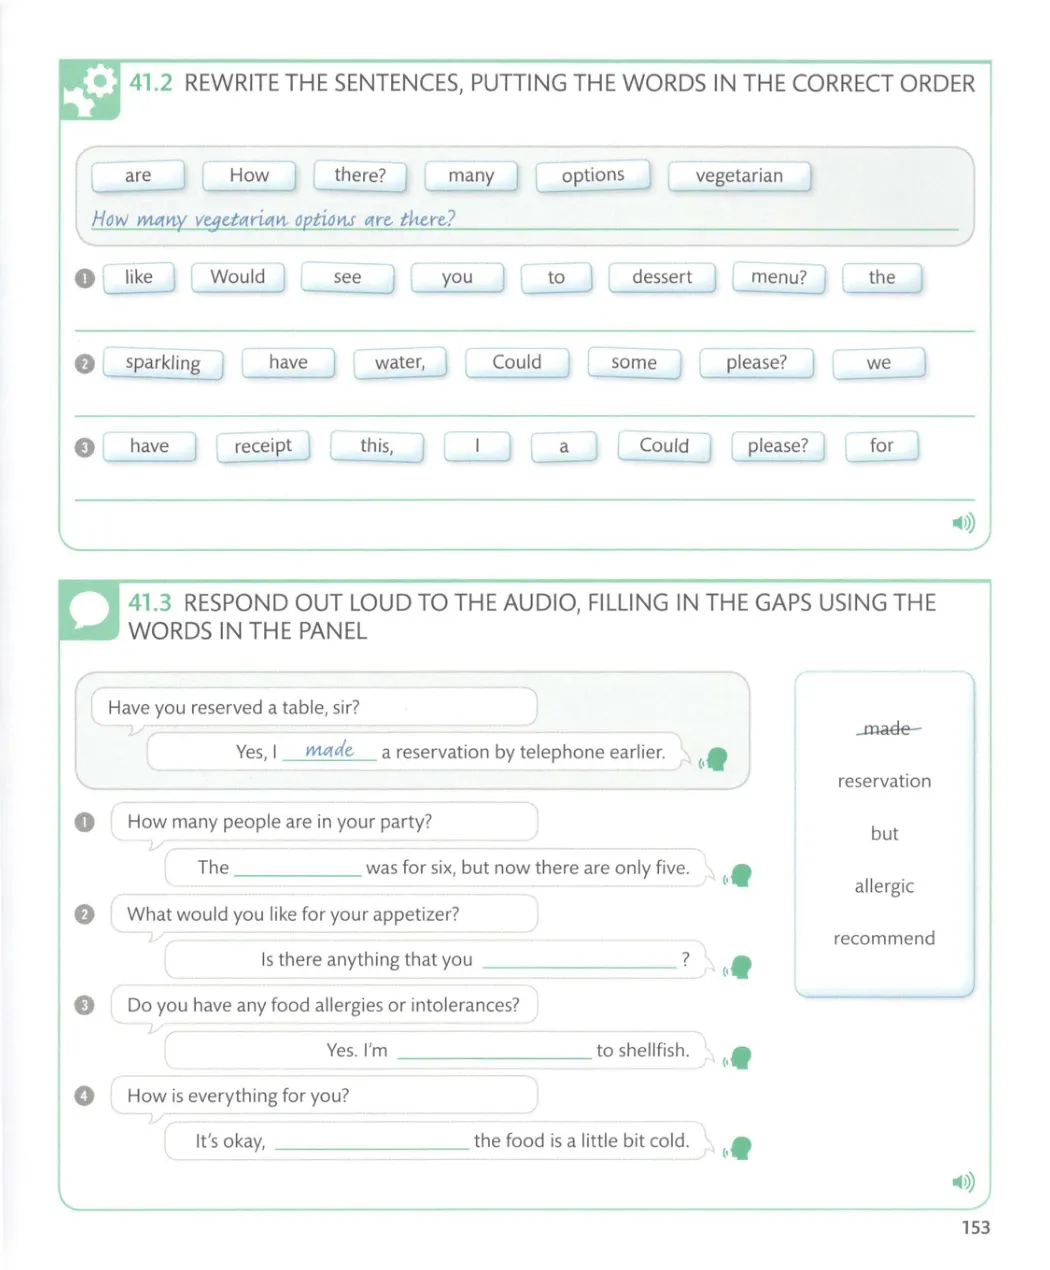 41.2 REWRITE THE SENTENCES, PUTTING THE WORDS IN THE CORRECT ORDER
are How there? many options vegetarian
How many vegetarian options are there?
1 like Would see you to dessert menu? the
2 sparkling have water, Could some please? we
3 have receipt this, I a Could please? for
41.3 RESPOND OUT LOUD TO THE AUDIO, FILLING IN THE GAPS USING THE
WORDS IN THE PANEL
Have you reserved a table, sir?
Yes, I made a reservation by telephone earlier.
1 How many people are in your party?
The ____ was for six, but now there are only five.
2 What would you like for your appetizer?
Is there anything that you ____ ?
3 Do you have any food allergies or intolerances?
Yes. I'm ____ to shellfish.
4 How is everything for you?
It's okay, ____ the food is a little bit cold.
made
reservation
but
allergic
recommend
153